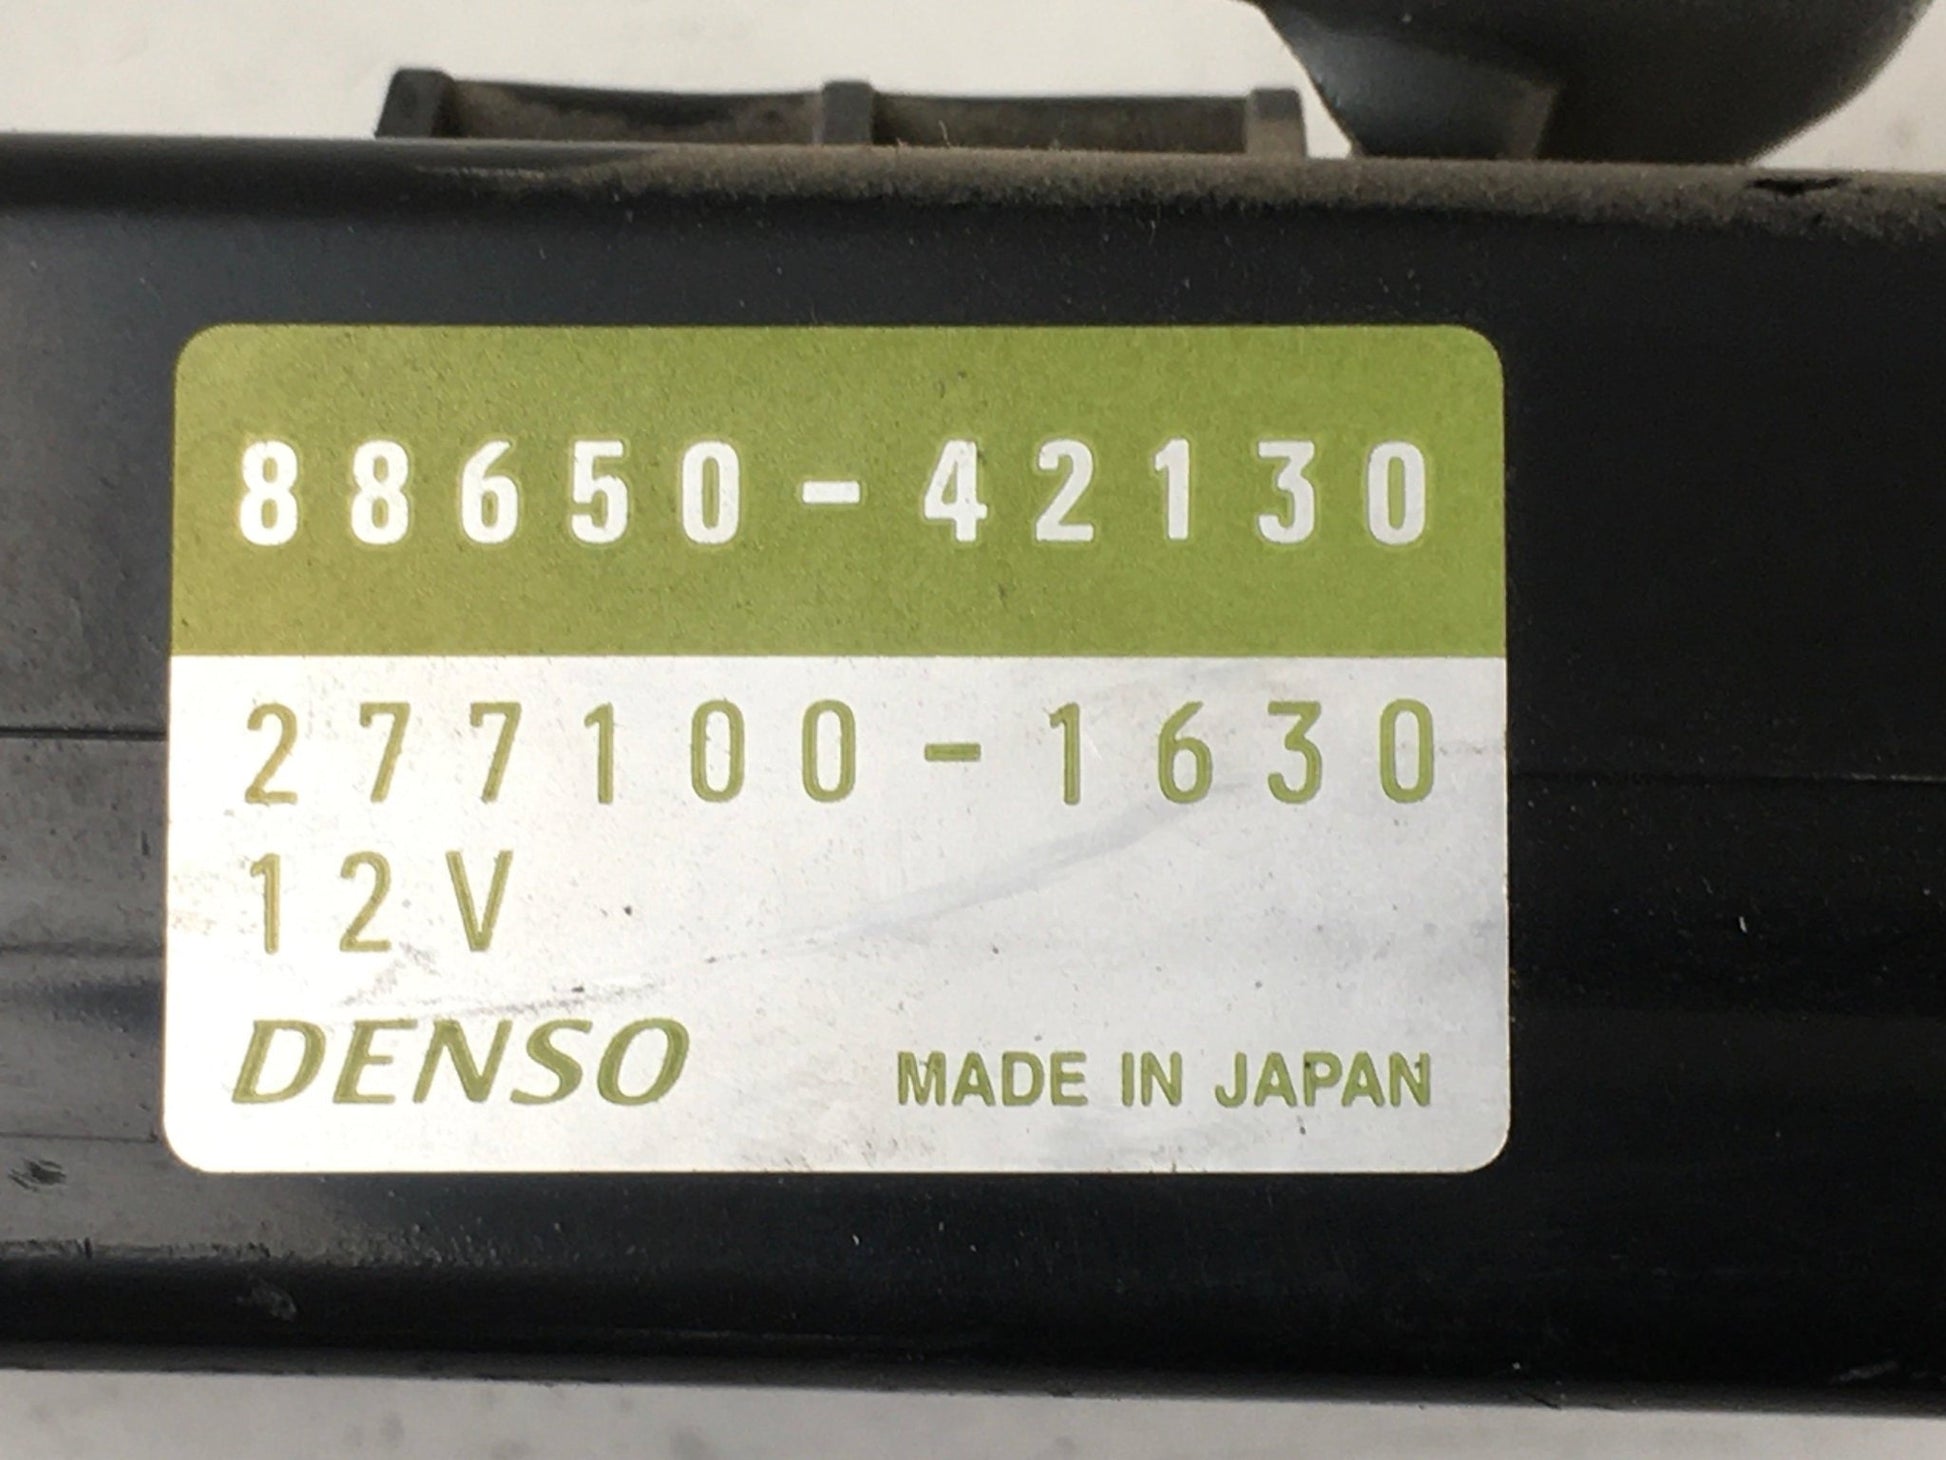 88650-42130
277100-1630
12V
DENSO
MADE IN JAPAN